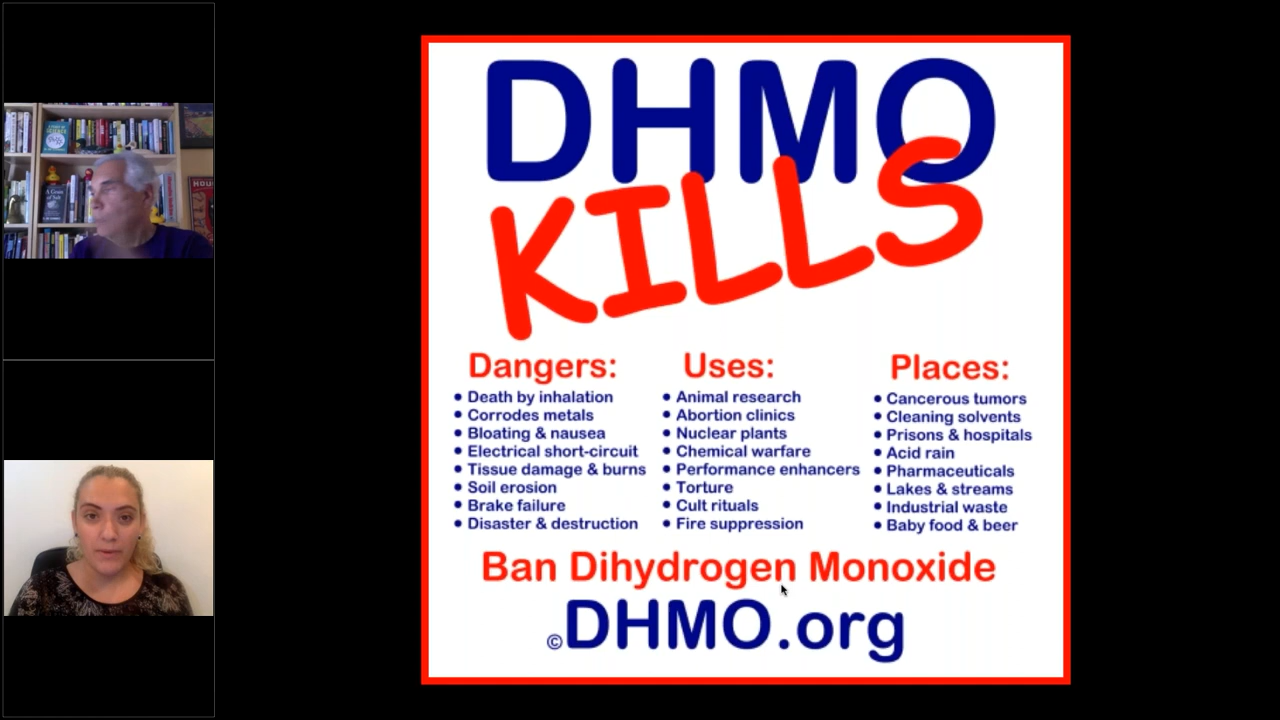 DHMO
KILLS
Dangers:
• Death by inhalation
• Corrodes metals
• Bloating & nausea
• Electrical short-circuit
• Tissue damage & burns
• Soil erosion
• Brake failure
• Disaster & destruction
Uses:
• Animal research
• Abortion clinics
• Nuclear plants
• Chemical warfare
• Performance enhancers
• Torture
• Cult rituals
• Fire suppression
Places:
• Cancerous tumors
• Cleaning solvents
• Prisons & hospitals
• Acid rain
• Pharmaceuticals
• Lakes & streams
• Industrial waste
• Baby food & beer
Ban Dihydrogen Monoxide
©DHMO.org